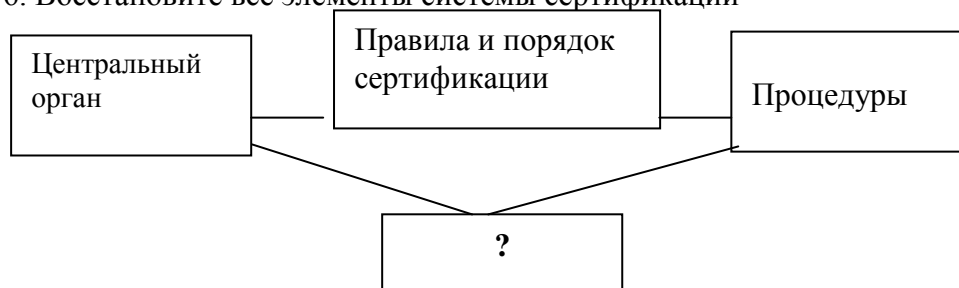 6. Восстановите все элементы системы сертификации
Центральный
орган
Правила и порядок
сертификации
Процедуры
?